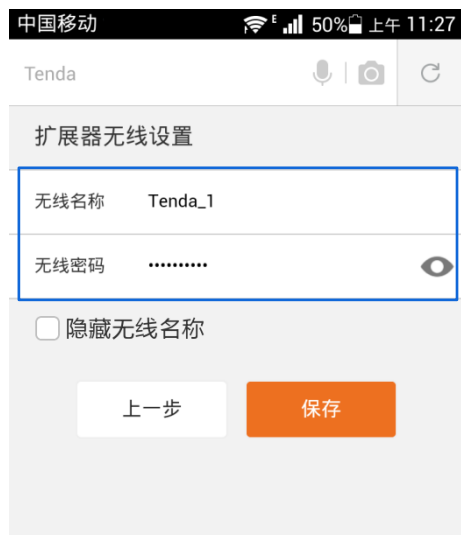 中国移动 E 50% 上午 11:27
Tenda
扩展器无线设置
无线名称 Tenda_1
无线密码 ••••••••••
隐藏无线名称
上一步 保存